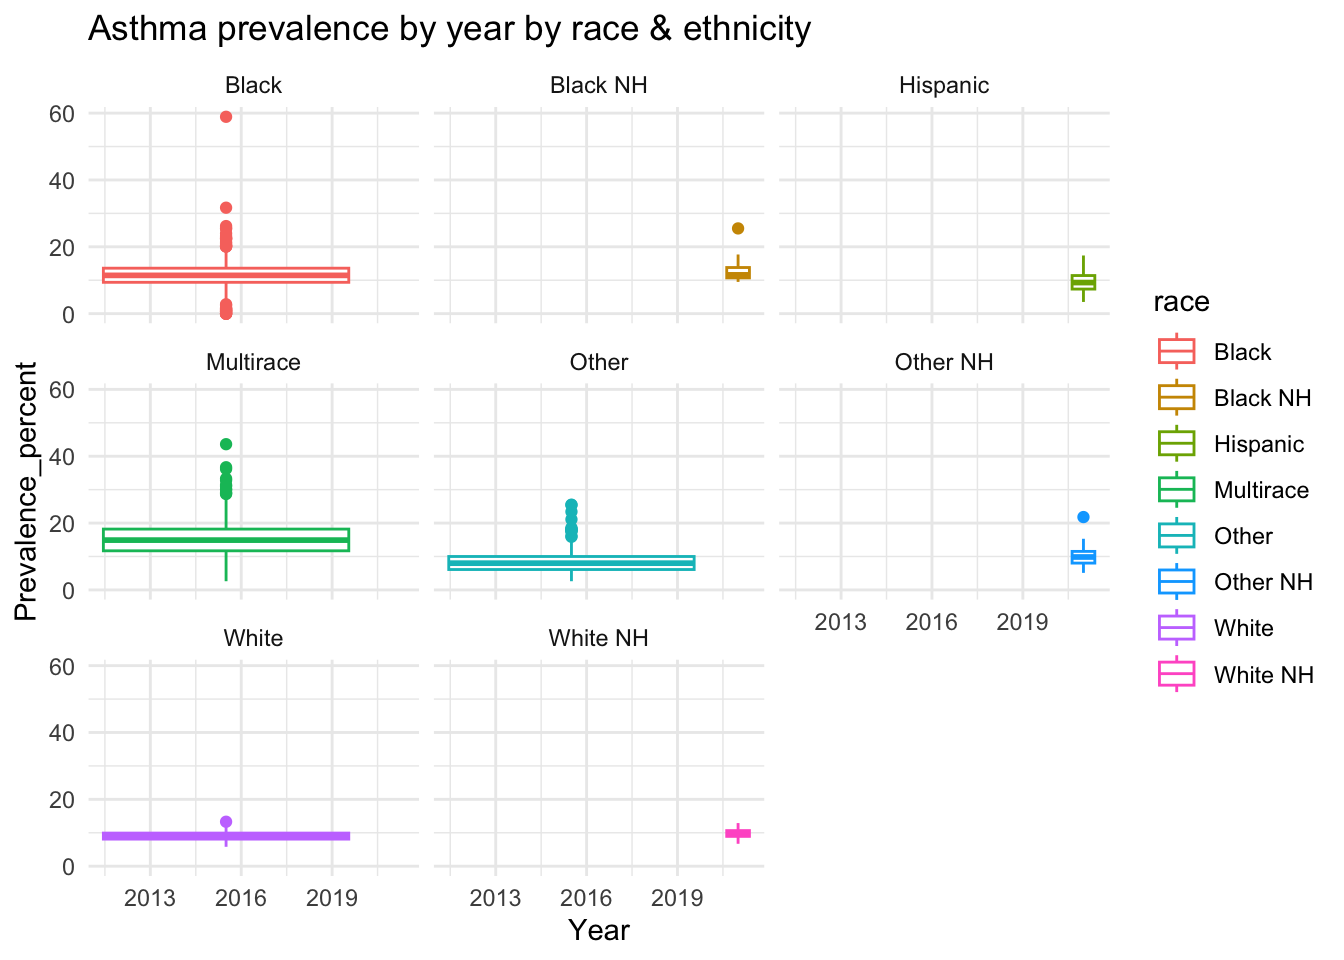 Asthma prevalence by year by race & ethnicity
Black Black NH Hispanic
60
40
20
0
Multirace Other Other NH
60
40
20
0
2013 2016 2019
White White NH
60
40
20
0
2013 2016 2019 2013 2016 2019
Year
Prevalence_percent
race
Black
Black NH
Hispanic
Multirace
Other
Other NH
White
White NH